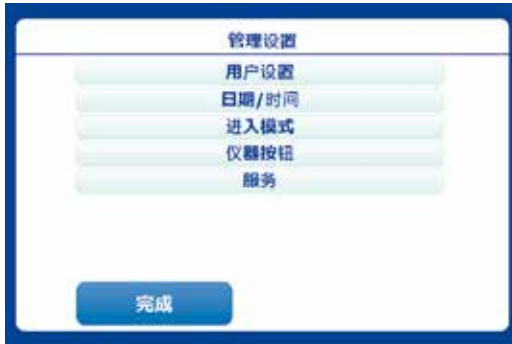 管理设置
用户设置
日期/时间
进入模式
仪器按钮
服务
完成